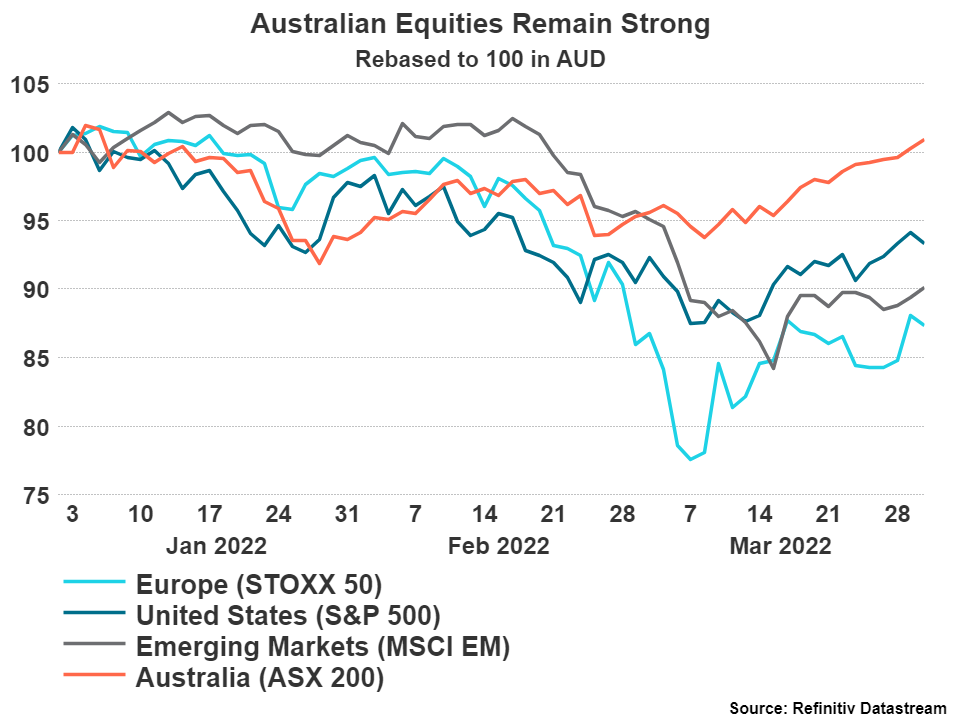 Australian Equities Remain Strong
Rebased to 100 in AUD
105
100
95
90
85
80
75
3 10 17 24 31 7 14 21 28 7 14 21 28
Jan 2022 Feb 2022 Mar 2022
Europe (STOXX 50)
United States (S&P 500)
Emerging Markets (MSCI EM)
Australia (ASX 200)
Source: Refinitiv Datastream